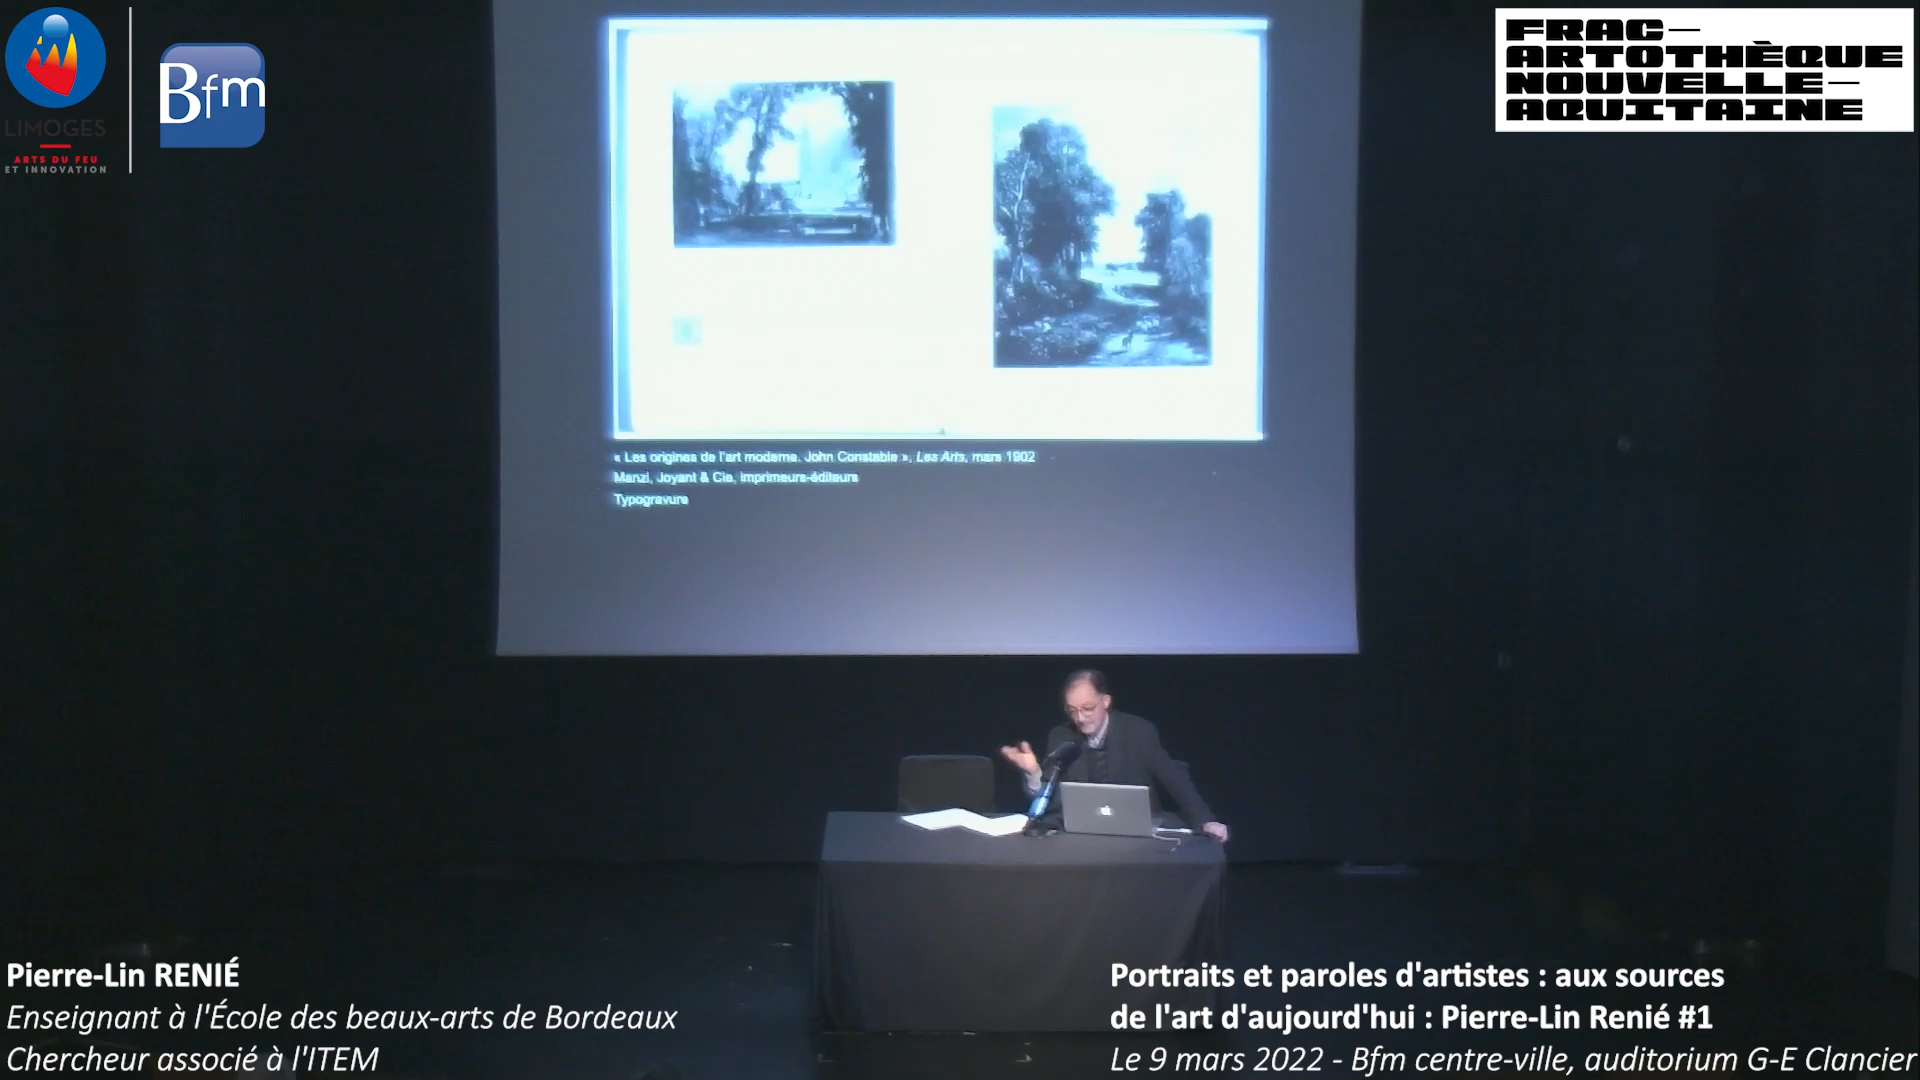 LIMOGES
ARTS DU FEU
ET INNOVATION
Bfm
FRAC—
ARTOTHÈQUE
NOUVELLE—
AQUITAINE
« Les origines de l'art moderne. John Constable », Les Arts, mars 1902
Manzi, Joyant & Cie, imprimeurs-éditeurs
Typogravure
Pierre-Lin RENIÉ
Enseignant à l'École des beaux-arts de Bordeaux
Chercheur associé à l'ITEM
Portraits et paroles d'artistes : aux sources
de l'art d'aujourd'hui : Pierre-Lin Renié #1
Le 9 mars 2022 - Bfm centre-ville, auditorium G-E Clancier